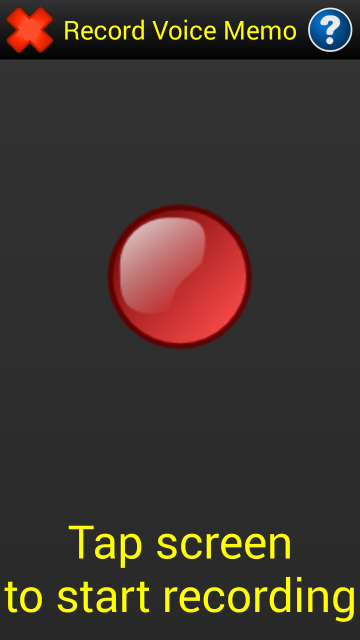 Record Voice Memo
?
Tap screen
to start recording